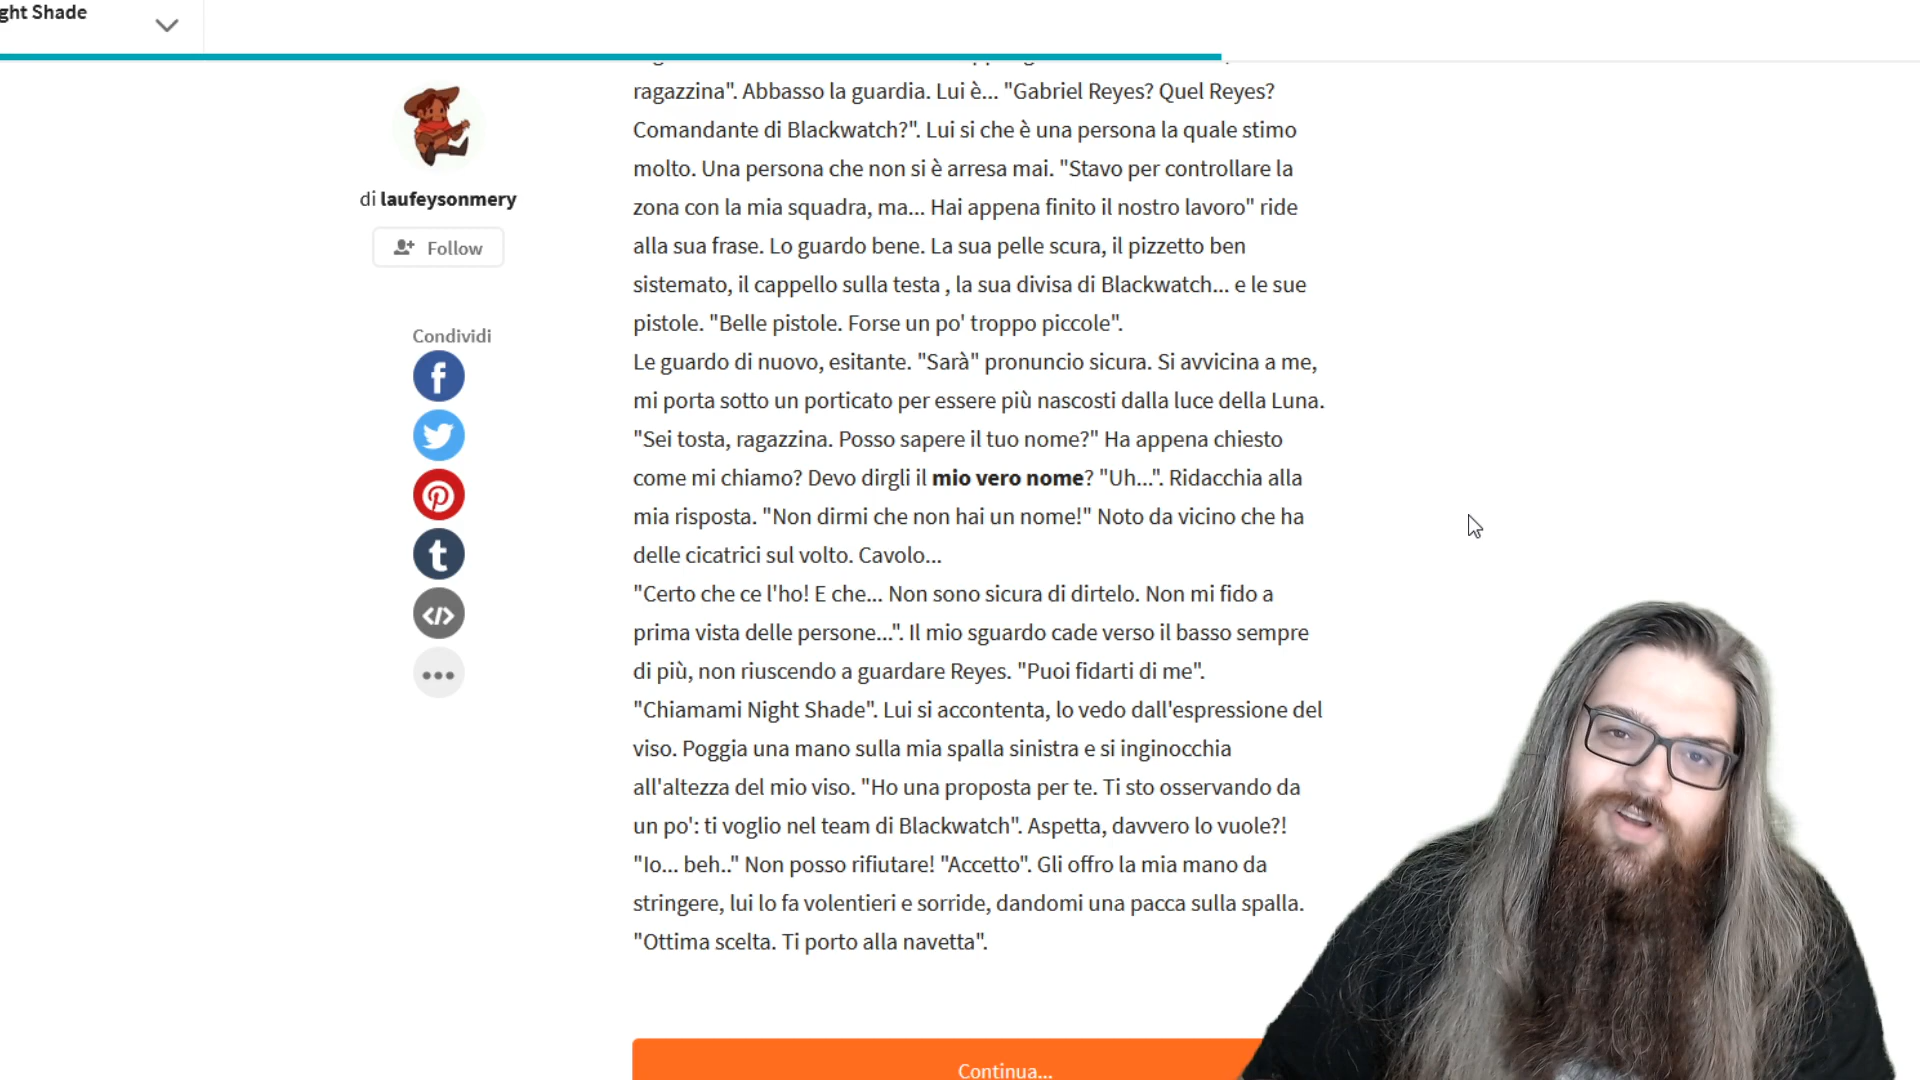 ght Shade
di laufeysonmery
Follow
Condividi
ragazzina". Abbasso la guardia. Lui è... "Gabriel Reyes? Quel Reyes?
Comandante di Blackwatch?". Lui si che è una persona la quale stimo
molto. Una persona che non si è arresa mai. "Stavo per controllare la
zona con la mia squadra, ma... Hai appena finito il nostro lavoro" ride
alla sua frase. Lo guardo bene. La sua pelle scura, il pizzetto ben
sistemato, il cappello sulla testa , la sua divisa di Blackwatch... e le sue
pistole. "Belle pistole. Forse un po' troppo piccole".
Le guardo di nuovo, esitante. "Sarà" pronuncio sicura. Si avvicina a me,
mi porta sotto un porticato per essere più nascosti dalla luce della Luna.
"Sei tosta, ragazzina. Posso sapere il tuo nome?" Ha appena chiesto
come mi chiamo? Devo dirgli il mio vero nome? "Uh...". Ridacchia alla
mia risposta. "Non dirmi che non hai un nome!" Noto da vicino che ha
delle cicatrici sul volto. Cavolo...
"Certo che ce l'ho! E che... Non sono sicura di dirtelo. Non mi fido a
prima vista delle persone...". Il mio sguardo cade verso il basso sempre
di più, non riuscendo a guardare Reyes. "Puoi fidarti di me".
"Chiamami Night Shade". Lui si accontenta, lo vedo dall'espressione del
viso. Poggia una mano sulla mia spalla sinistra e si inginocchia
all'altezza del mio viso. "Ho una proposta per te. Ti sto osservando da
un po': ti voglio nel team di Blackwatch". Aspetta, davvero lo vuole?!
"Io... beh.." Non posso rifiutare! "Accetto". Gli offro la mia mano da
stringere, lui lo fa volentieri e sorride, dandomi una pacca sulla spalla.
"Ottima scelta. Ti porto alla navetta".
Continua...